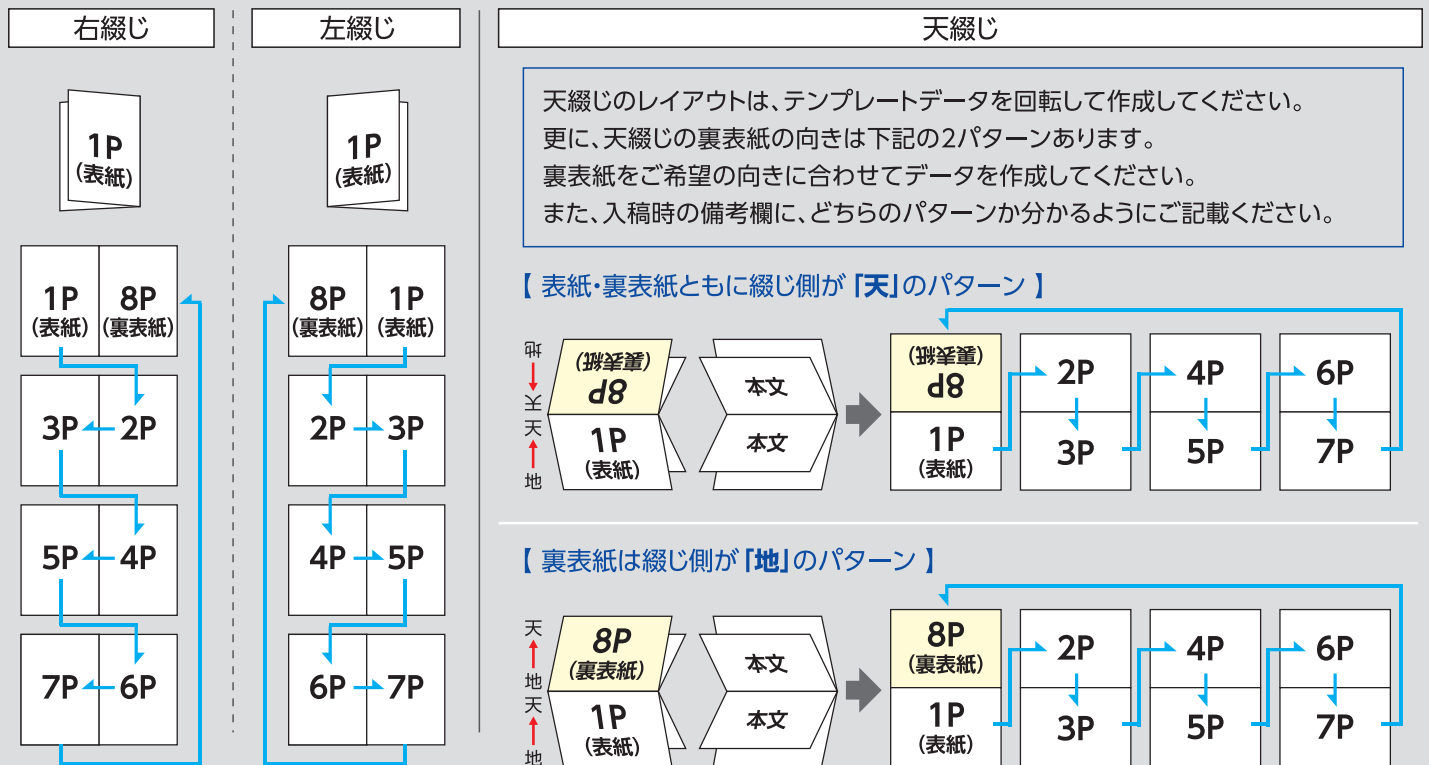 右綴じ
1P
(表紙)
1P
(表紙)
8P
(裏表紙)
3P
2P
5P
4P
7P
6P
左綴じ
1P
(表紙)
8P
(裏表紙)
1P
(表紙)
2P
3P
4P
5P
6P
7P
天綴じ
天綴じのレイアウトは、テンプレートデータを回転して作成してください。
更に、天綴じの裏表紙の向きは下記の2パターンあります。
裏表紙をご希望の向きに合わせてデータを作成してください。
また、入稿時の備考欄に、どちらのパターンか分かるようにご記載ください。
【 表紙・裏表紙ともに綴じ側が「天」のパターン 】
地
天
天
地
8P
(裏表紙)
1P
(表紙)
本文
本文
8P
(裏表紙)
1P
(表紙)
2P
3P
4P
5P
6P
7P
【 裏表紙は綴じ側が「地」のパターン 】
天
地
天
地
8P
(裏表紙)
1P
(表紙)
本文
本文
8P
(裏表紙)
1P
(表紙)
2P
3P
4P
5P
6P
7P